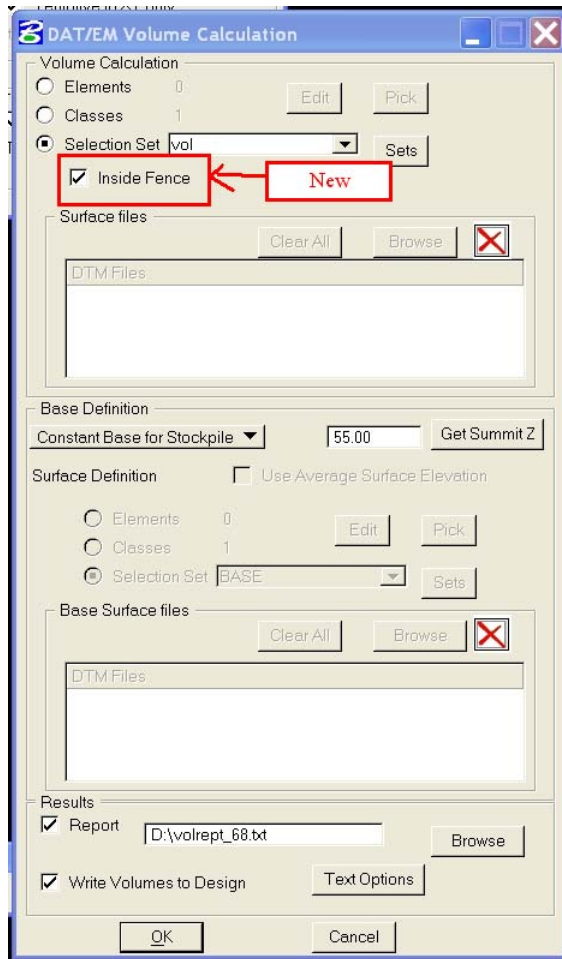 DAT/EM Volume Calculation
Volume Calculation
Elements 0 Edit Pick
Classes 1
Selection Set vol Sets
Inside Fence New
Surface files
Clear All Browse
DTM Files
Base Definition
Constant Base for Stockpile 55.00 Get Summit Z
Surface Definition Use Average Surface Elevation
Elements 0 Edit Pick
Classes 1
Selection Set BASE Sets
Base Surface files
Clear All Browse
DTM Files
Results
Report D:\volrept_68.txt Browse
Write Volumes to Design Text Options
OK Cancel